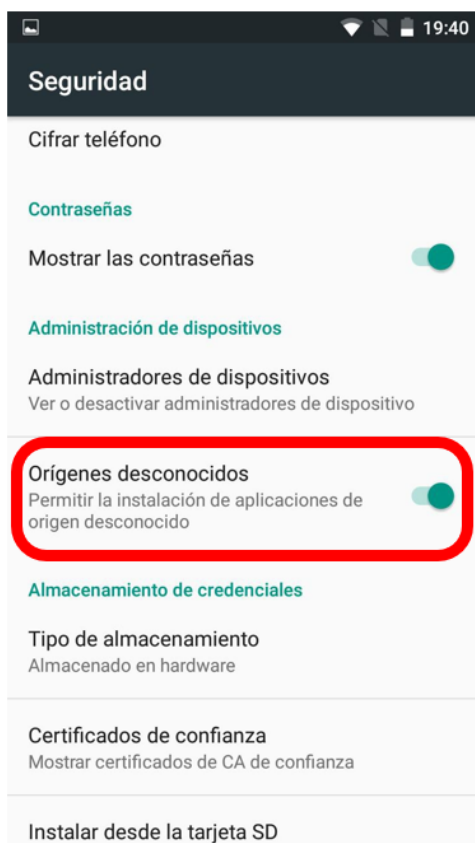 19:40
Seguridad
Cifrar teléfono
Contraseñas
Mostrar las contraseñas
Administración de dispositivos
Administradores de dispositivos
Ver o desactivar administradores de dispositivo
Orígenes desconocidos
Permitir la instalación de aplicaciones de
origen desconocido
Almacenamiento de credenciales
Tipo de almacenamiento
Almacenado en hardware
Certificados de confianza
Mostrar certificados de CA de confianza
Instalar desde la tarjeta SD